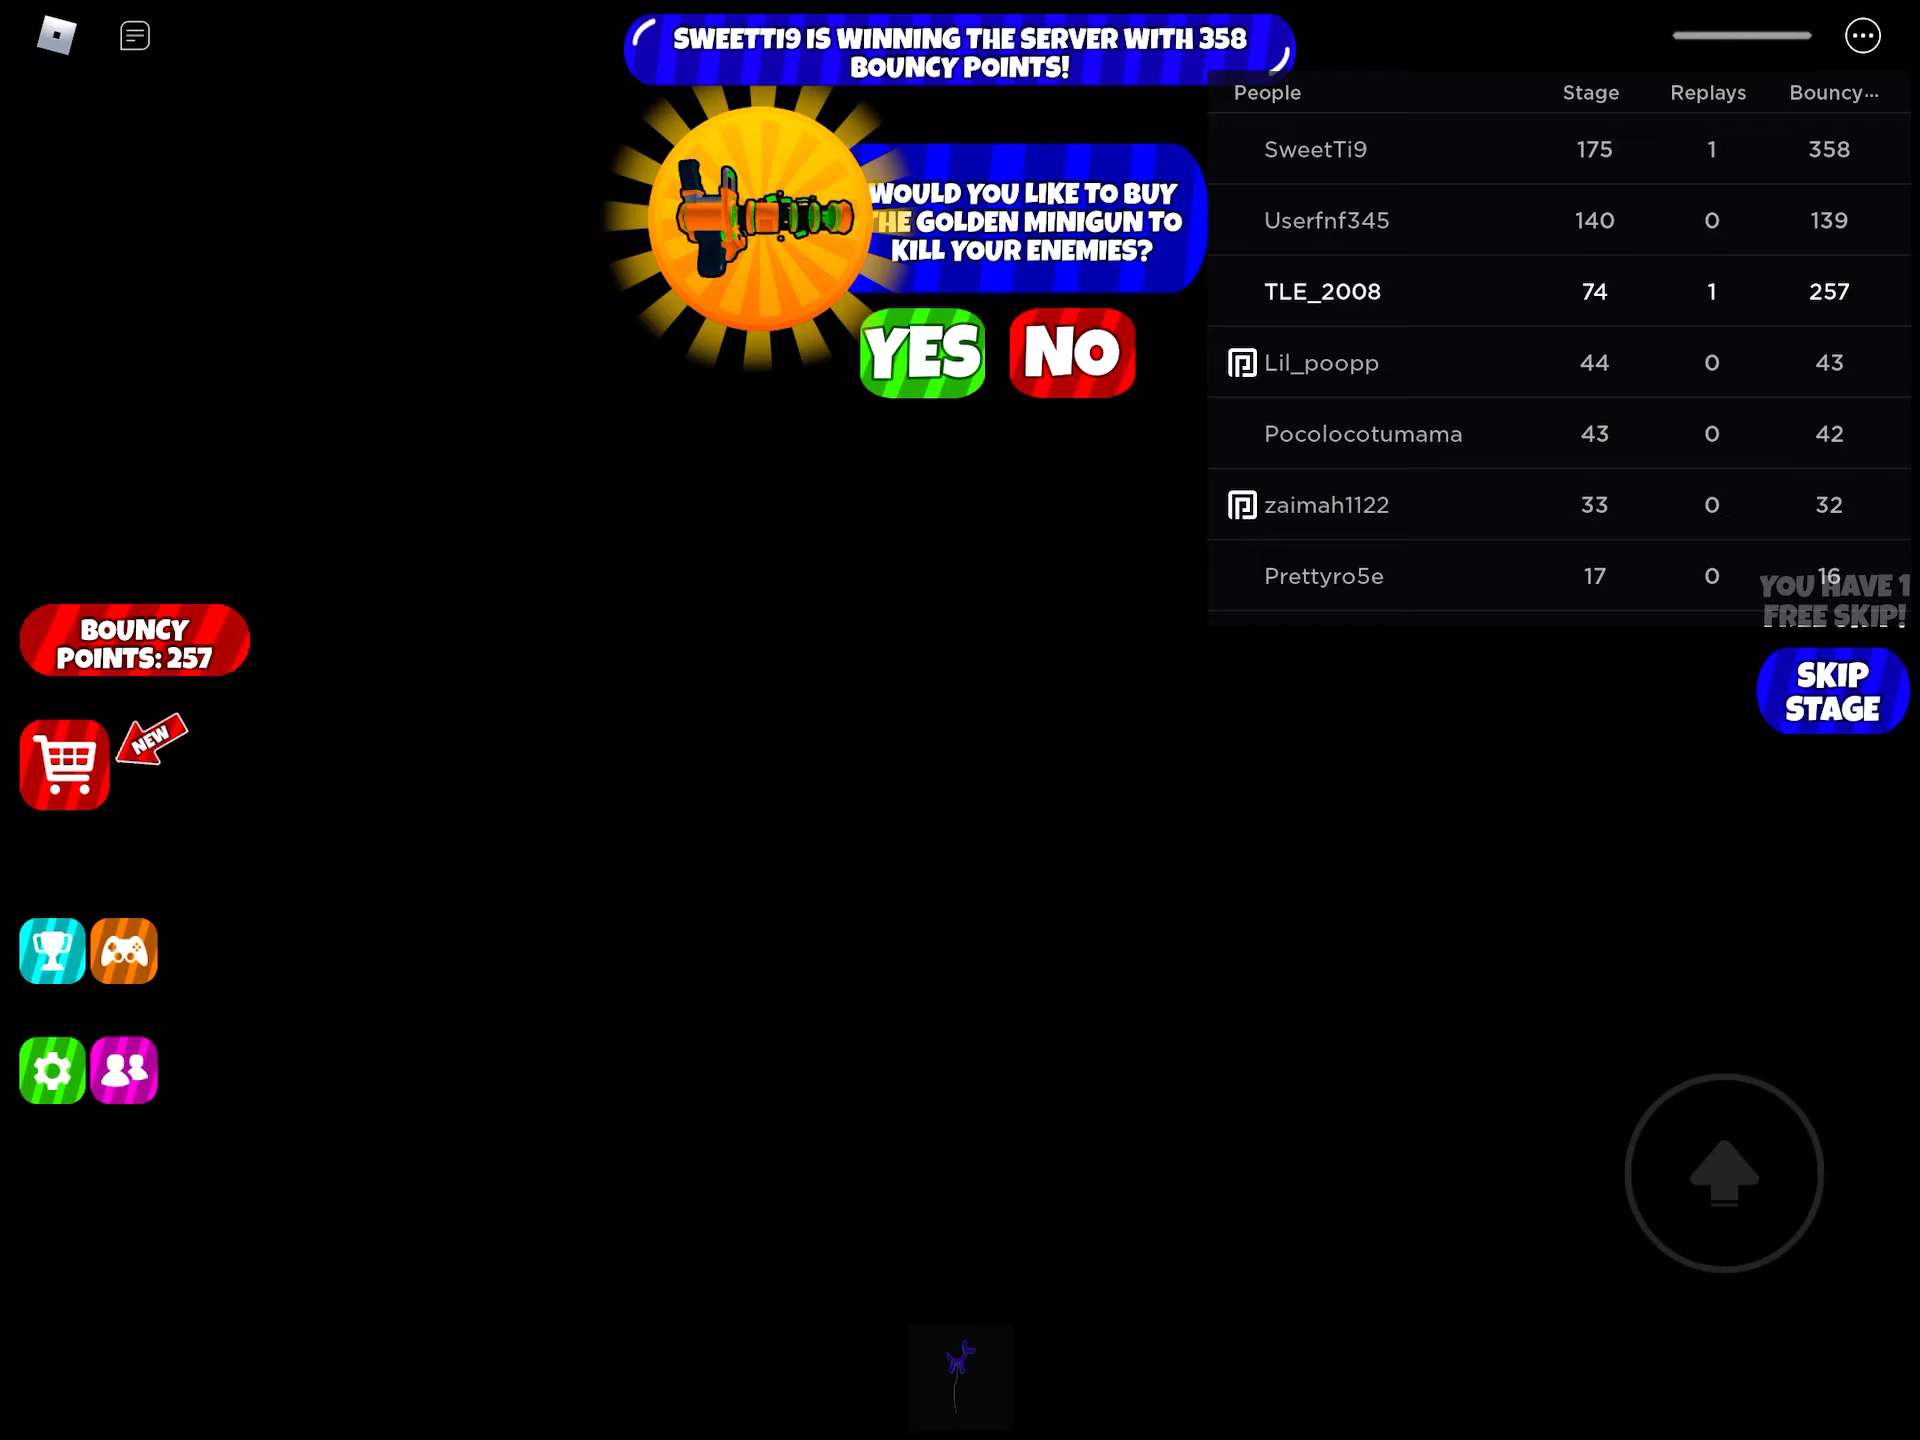 SWEETTI9 IS WINNING THE SERVER WITH 358
BOUNCY POINTS!
People Stage Replays Bouncy...
SweetTi9 175 1 358
Userfnf345 140 0 139
TLE_2008 74 1 257
Lil_poopp 44 0 43
Pocolocotumama 43 0 42
zaimah1122 33 0 32
Prettyro5e 17 0 16
WOULD YOU LIKE TO BUY
THE GOLDEN MINIGUN TO
KILL YOUR ENEMIES?
YES NO
YOU HAVE 1
FREE SKIP!
BOUNCY
POINTS: 257
SKIP
STAGE
NEW